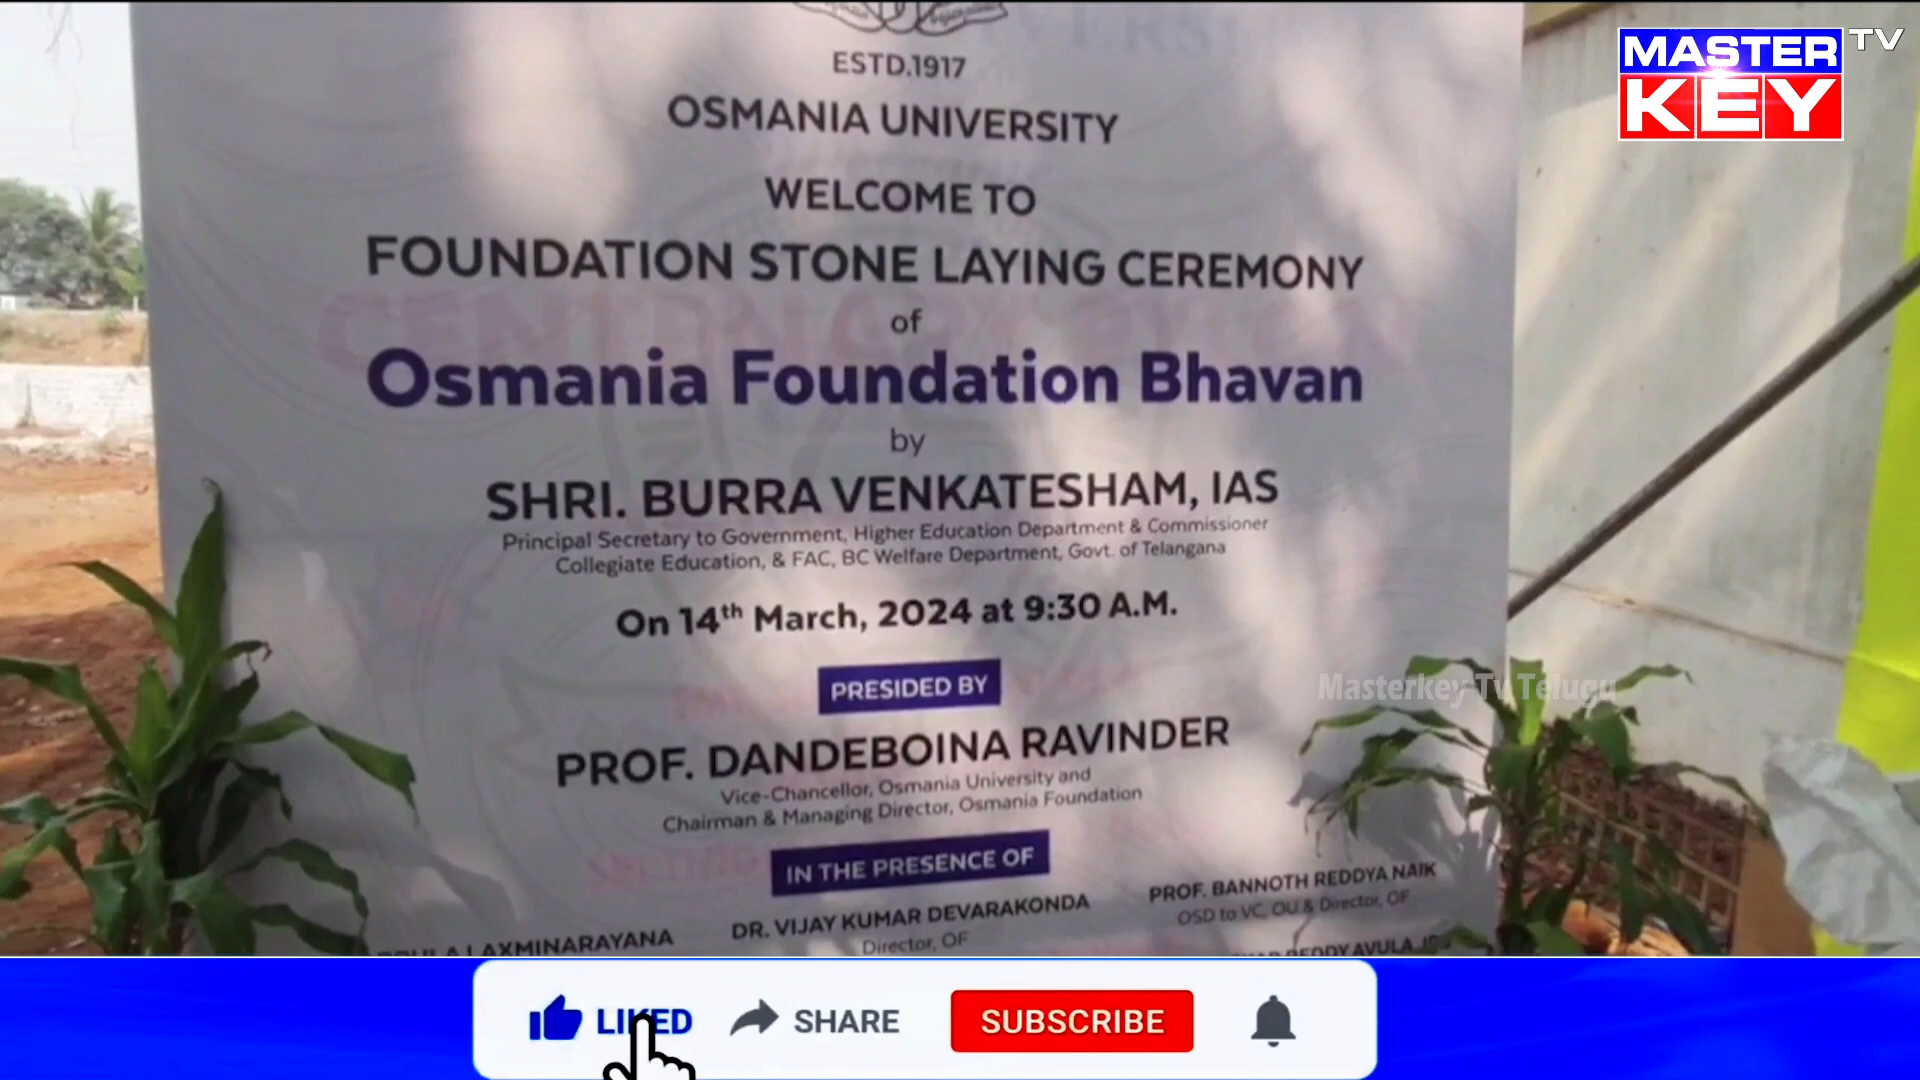 MASTER TV
KEY
ESTD.1917
OSMANIA UNIVERSITY
WELCOME TO
FOUNDATION STONE LAYING CEREMONY
of
Osmania Foundation Bhavan
by
SHRI. BURRA VENKATESHAM, IAS
Principal Secretary to Government, Higher Education Department & Commissioner
Collegiate Education, & FAC, BC Welfare Department, Govt. of Telangana
On 14th March, 2024 at 9:30 A.M.
PRESIDED BY
Masterkey Tv Telugu
PROF. DANDEBOINA RAVINDER
Vice-Chancellor, Osmania University and
Chairman & Managing Director, Osmania Foundation
IN THE PRESENCE OF
PROF. BANNOTH REDDYA NAIK
OSD to VC, OU & Director, OF
DR. VIJAY KUMAR DEVARAKONDA
Director, OF
LAXMINARAYANA
REDDY AVULA
LIKED
SHARE
SUBSCRIBE